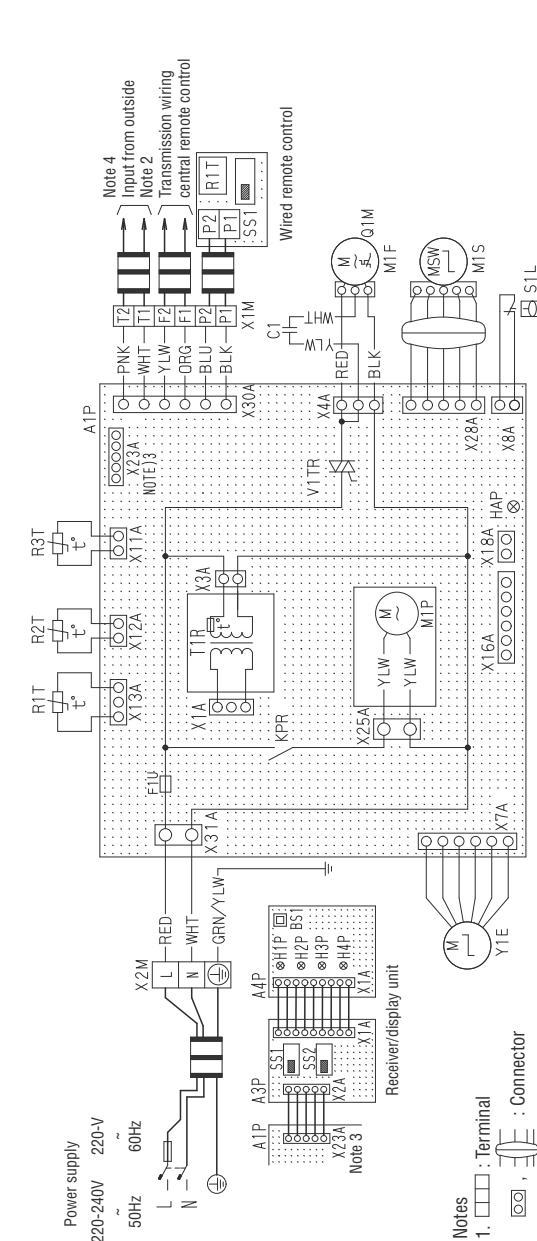 Power supply
220-240V
~
50Hz
220-V
~
60Hz
L
N
X2M
L
N
RED
WHT
GRN/YLW
X31A
F1U
KPR
R1T
t°
X13A
R2T
t°
X12A
R3T
t°
X11A
A1P
X23A
NOTE)3
X1A
T1R
t°
X3A
X25A
YLW
YLW
M
~
M1P
V1TR
X16A
X18A
HAP
X7A
M
Y1E
PNK
WHT
YLW
ORG
BLU
BLK
X30A
T2
T1
F2
F1
P2
P1
X1M
Note 4
Input from outside
Note 2
Transmission wiring
central remote control
P2
P1
R1T
SS1
Wired remote control
X4A
RED
YLW
WHT
BLK
C1
M
~
Q1M
M1F
X28A
MSW
M1S
X8A
S1L
A1P
X23A
Note 3
A3P
X2A
SS1
SS2
X1A
A4P
X1A
H1P
H2P
H3P
H4P
BS1
Receiver/display unit
Notes
1.
: Terminal
,
: Connector